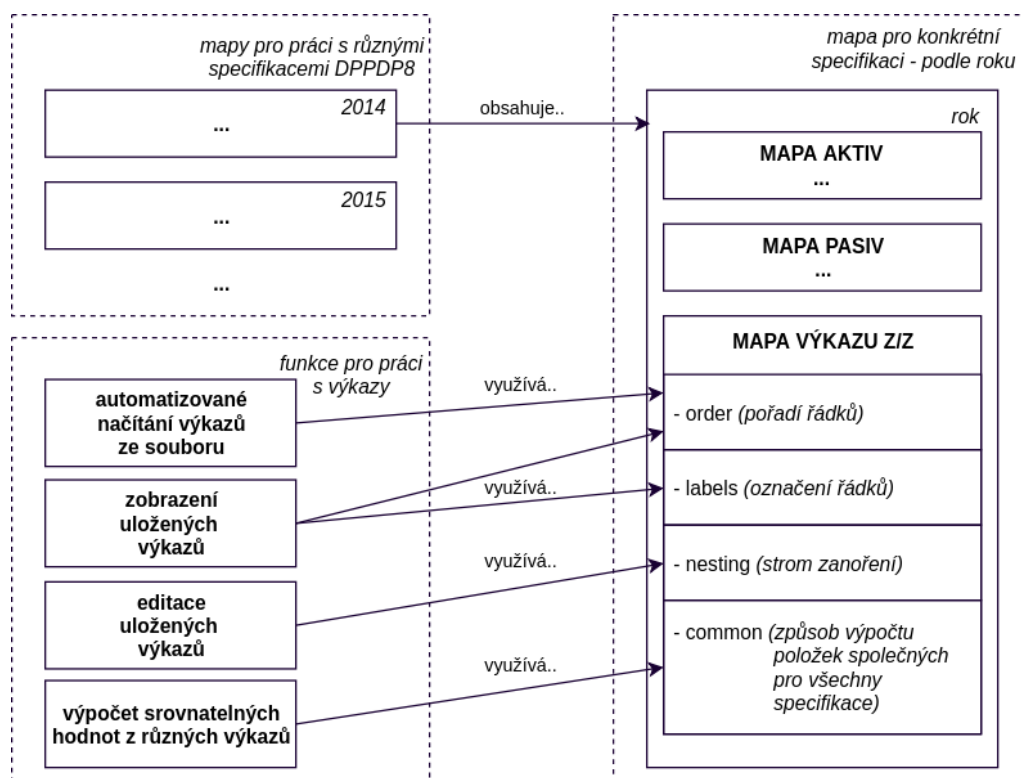 mapy pro práci s různými
specifikacemi DPPDP8
2014
...
2015
...
...
obsahuje..
mapa pro konkrétní
specifikaci - podle roku
rok
MAPA AKTIV
...
MAPA PASIV
...
MAPA VÝKAZU Z/Z
- order (pořadí řádků)
- labels (označení řádků)
- nesting (strom zanoření)
- common (způsob výpočtu
položek společných
pro všechny
specifikace)
funkce pro práci
s výkazy
automatizované
načítání výkazů
ze souboru
využívá..
zobrazení
uložených
výkazů
využívá..
editace
uložených
výkazů
využívá..
výpočet srovnatelných
hodnot z různých výkazů
využívá..